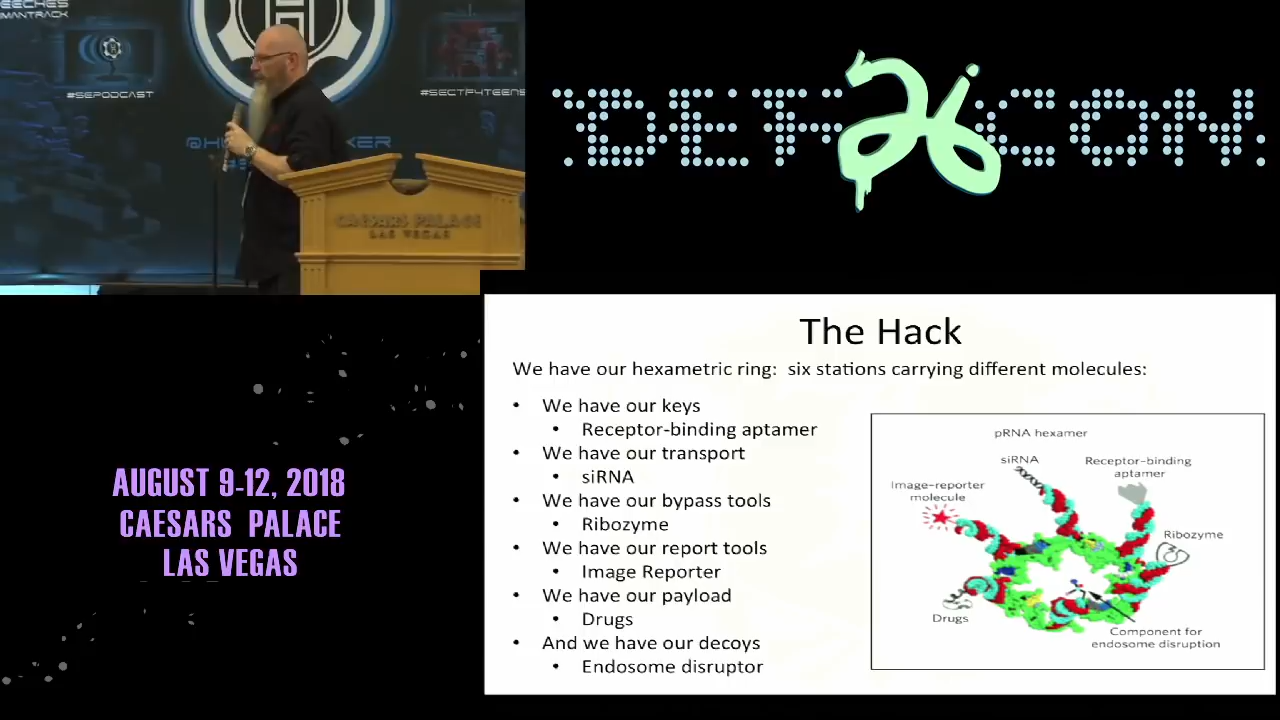 #SEPODCAST
CAESARS PALACE
LAS VEGAS
DEF CON
26
AUGUST 9-12, 2018
CAESARS PALACE
LAS VEGAS
The Hack
We have our hexametric ring: six stations carrying different molecules:
• We have our keys
• Receptor-binding aptamer
• We have our transport
• siRNA
• We have our bypass tools
• Ribozyme
• We have our report tools
• Image Reporter
• We have our payload
• Drugs
• And we have our decoys
• Endosome disruptor
pRNA hexamer
siRNA
Receptor-binding
aptamer
Image-reporter
molecule
Ribozyme
Drugs
Component for
endosome disruption